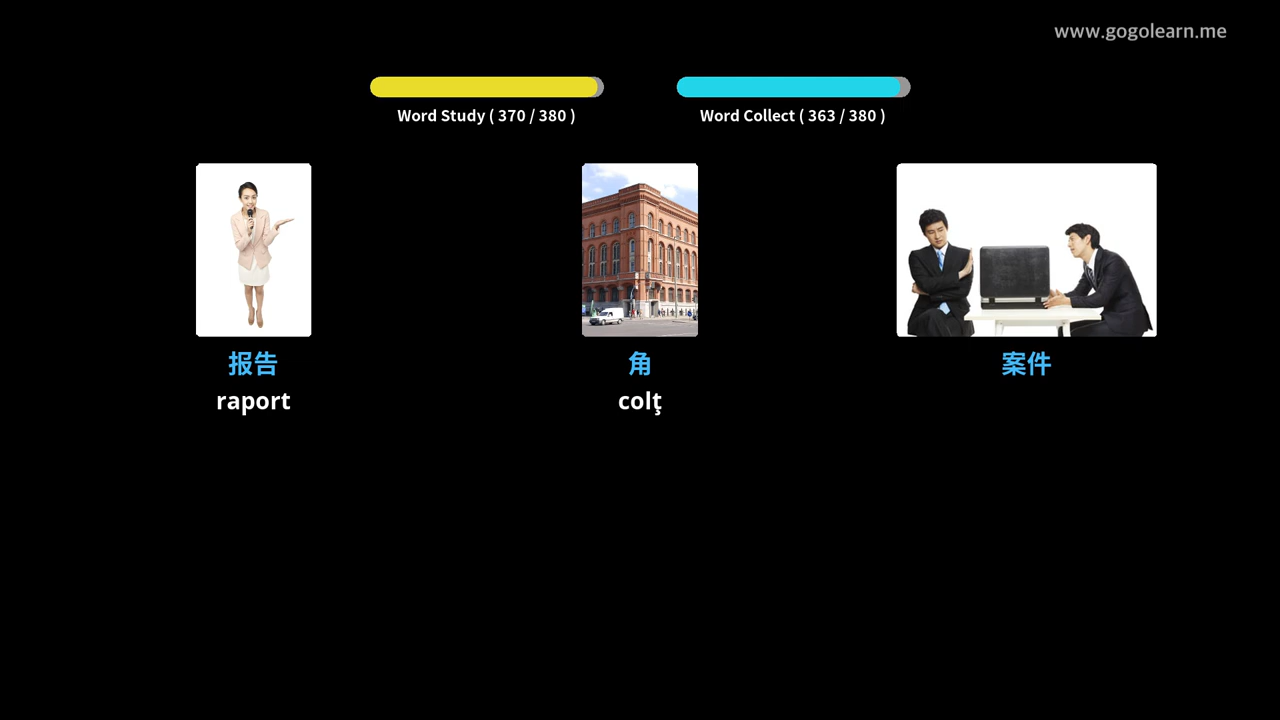 www.gogolearn.me
Word Study ( 370 / 380 )
Word Collect ( 363 / 380 )
报告
raport
角
colţ
案件